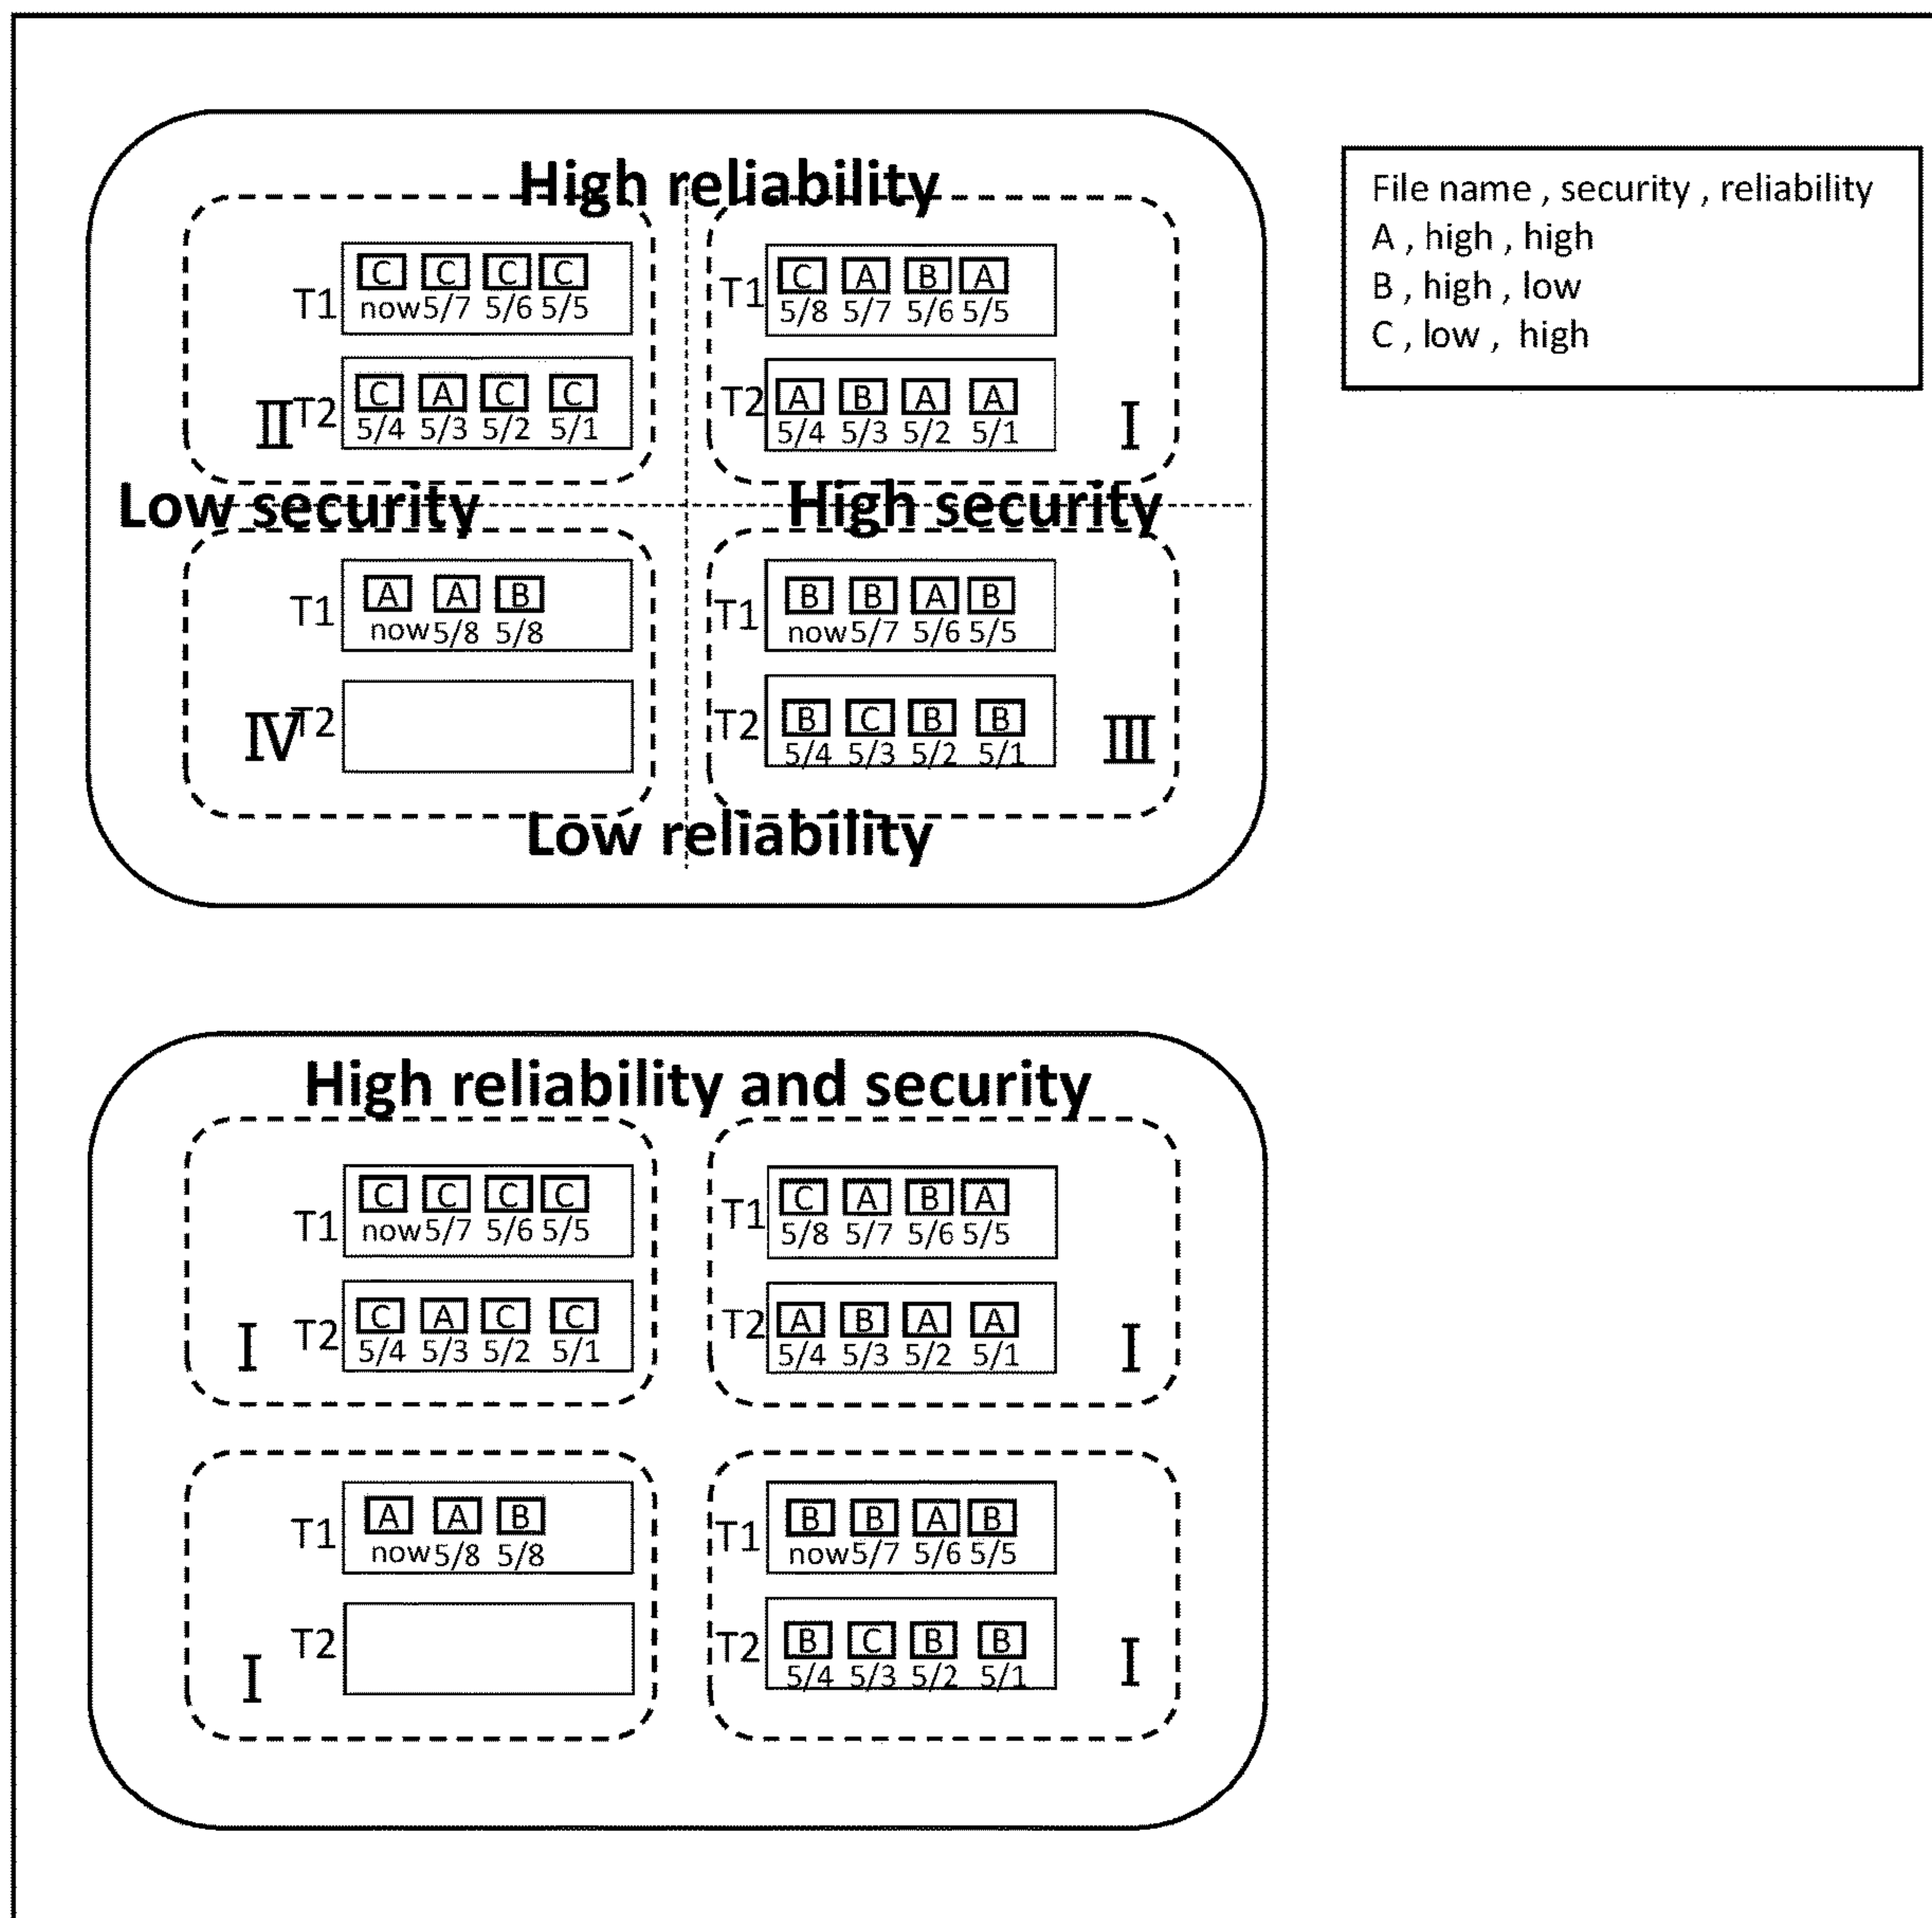 High reliability
C C C C
T1
now 5/7 5/6 5/5
C A C C
II T2
5/4 5/3 5/2 5/1
C A B A
T1
5/8 5/7 5/6 5/5
A B A A
T2
5/4 5/3 5/2 5/1
I
Low security
High security
A A B
T1
now 5/8 5/8
IV T2
B B A B
T1
now 5/7 5/6 5/5
B C B B
T2
5/4 5/3 5/2 5/1
III
Low reliability
File name , security , reliability
A , high , high
B , high , low
C , low , high
High reliability and security
C C C C
T1
now 5/7 5/6 5/5
C A C C
I T2
5/4 5/3 5/2 5/1
C A B A
T1
5/8 5/7 5/6 5/5
A B A A
T2
5/4 5/3 5/2 5/1
I
A A B
T1
now 5/8 5/8
I T2
B B A B
T1
now 5/7 5/6 5/5
B C B B
T2
5/4 5/3 5/2 5/1
I